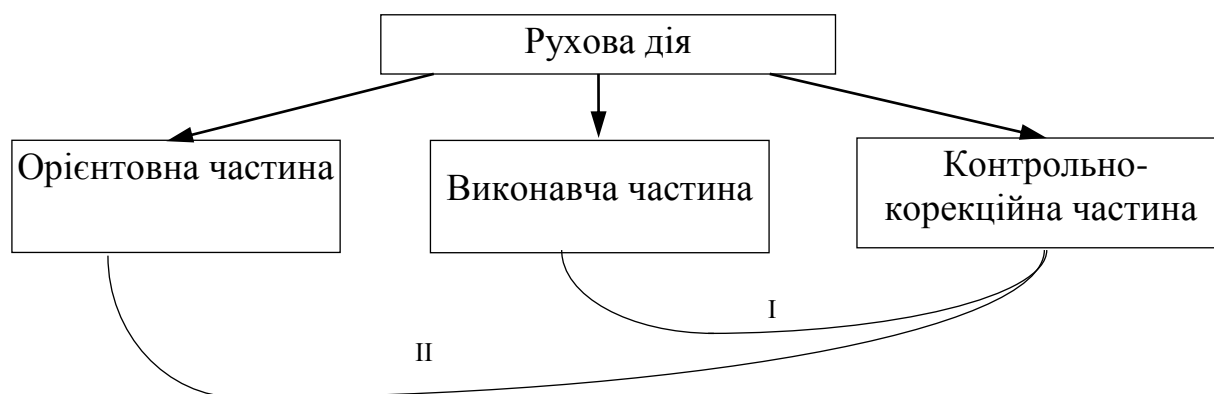 Рухова дія
Орієнтовна частина
Виконавча частина
Контрольно-
корекційна частина
I
II